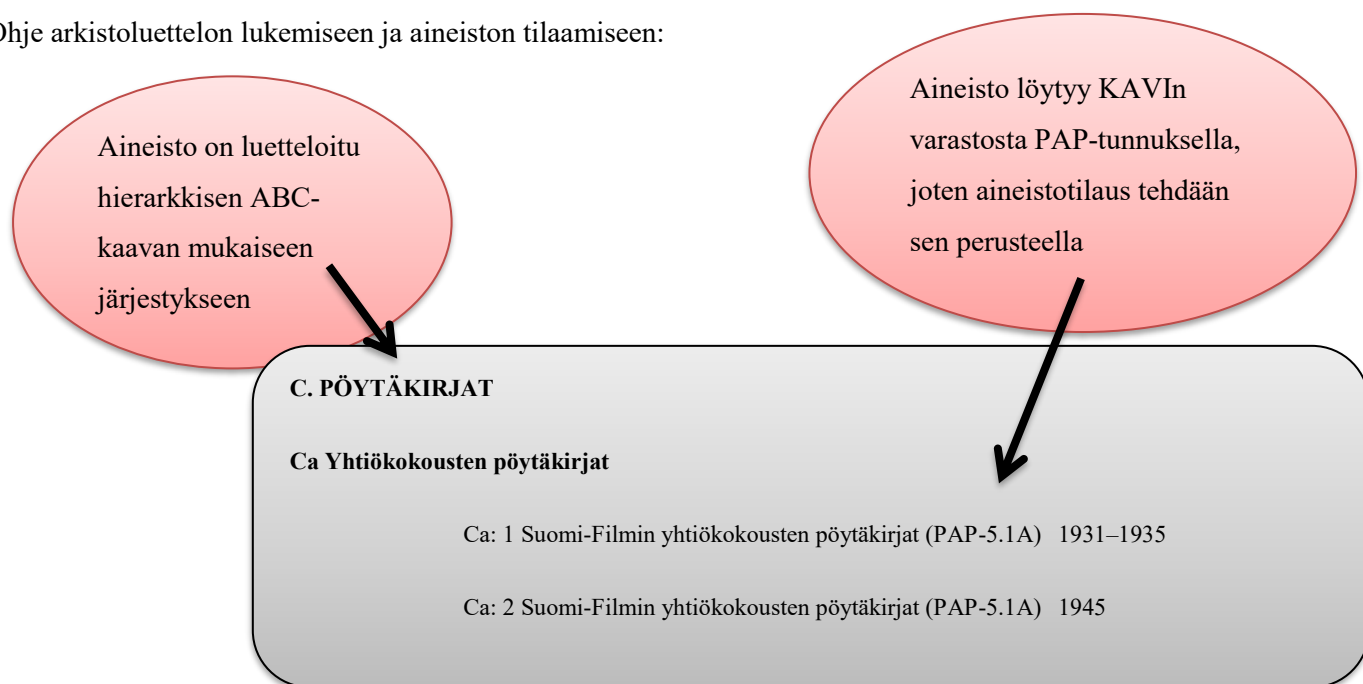 Ohje arkistoluettelon lukemiseen ja aineiston tilaamiseen:
Aineisto on luetteloitu
hierarkkisen ABC-
kaavan mukaiseen
järjestykseen
Aineisto löytyy KAVIn
varastosta PAP-tunnuksella,
joten aineistotilaus tehdään
sen perusteella
C. PÖYTÄKIRJAT
Ca Yhtiökokousten pöytäkirjat
Ca: 1 Suomi-Filmin yhtiökokousten pöytäkirjat (PAP-5.1A) 1931–1935
Ca: 2 Suomi-Filmin yhtiökokousten pöytäkirjat (PAP-5.1A) 1945